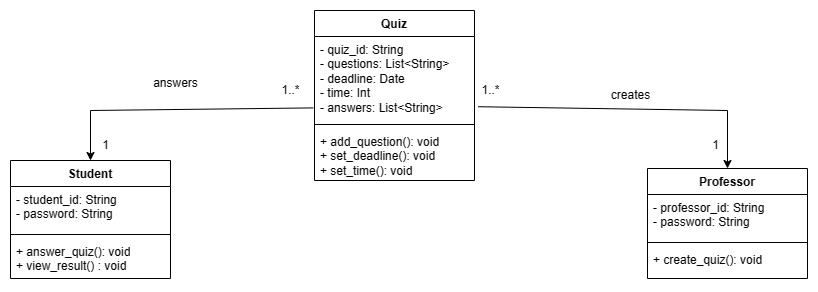 Quiz
- quiz_id: String
- questions: List<String>
- deadline: Date
- time: Int
- answers: List<String>
+ add_question(): void
+ set_deadline(): void
+ set_time(): void
answers
1..*
1
1..*
creates
1
Student
- student_id: String
- password: String
+ answer_quiz(): void
+ view_result() : void
Professor
- professor_id: String
- password: String
+ create_quiz(): void